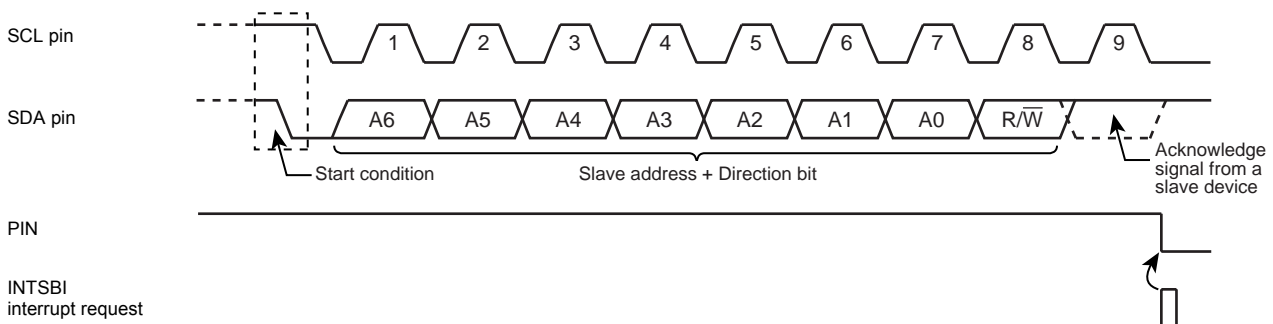 SCL pin
1 2 3 4 5 6 7 8 9
SDA pin
A6 A5 A4 A3 A2 A1 A0 R/W̅
Start condition
Slave address + Direction bit
Acknowledge
signal from a
slave device
PIN
INTSBI
interrupt request